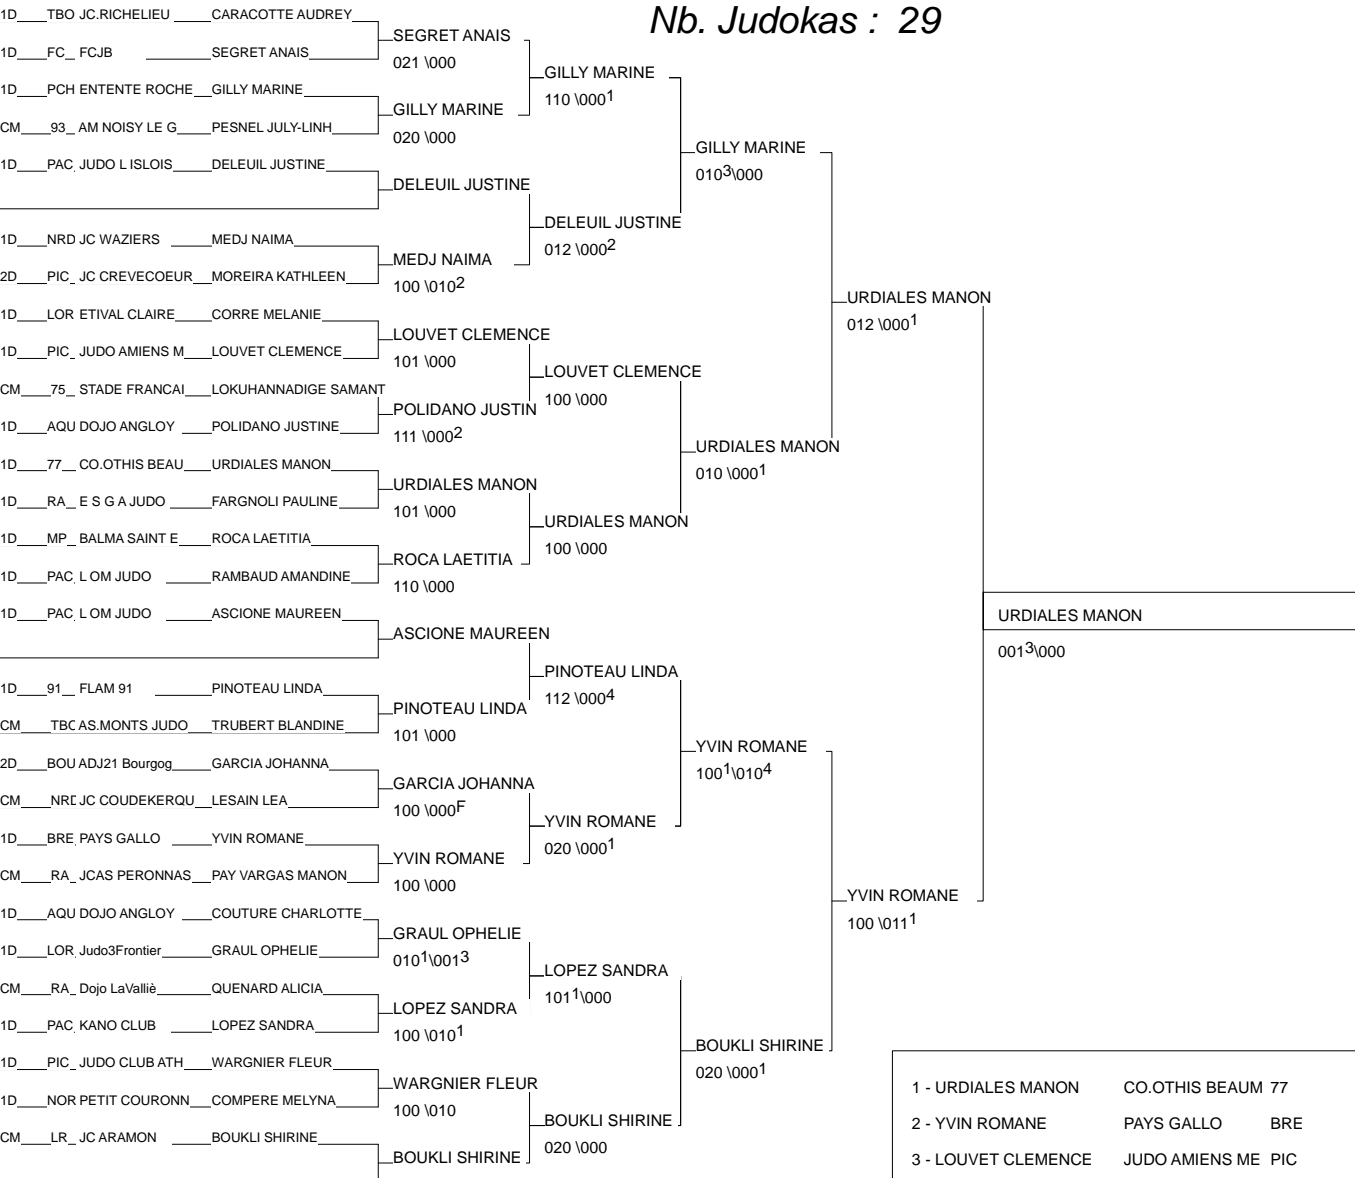 Nb. Judokas : 29
1D TBO JC.RICHELIEU CARACOTTE AUDREY
1D FC_ FCJB SEGRET ANAIS
1D PCH ENTENTE ROCHE GILLY MARINE
CM 93_ AM NOISY LE G PESNEL JULY-LINH
1D PAC JUDO L ISLOIS DELEUIL JUSTINE
1D NRD JC WAZIERS MEDJ NAIMA
2D PIC_ JC CREVECOEUR MOREIRA KATHLEEN
1D LOR ETIVAL CLAIRE CORRE MELANIE
1D PIC_ JUDO AMIENS M LOUVET CLEMENCE
CM 75_ STADE FRANCAI LOKUHANNADIGE SAMANT
1D AQU DOJO ANGLOY POLIDANO JUSTINE
1D 77_ CO.OTHIS BEAU URDIALES MANON
1D RA_ E S G A JUDO FARGNOLI PAULINE
1D MP_ BALMA SAINT E ROCA LAETITIA
1D PAC L OM JUDO RAMBAUD AMANDINE
1D PAC L OM JUDO ASCIONE MAUREEN
1D 91_ FLAM 91 PINOTEAU LINDA
CM TBO AS.MONTS JUDO TRUBERT BLANDINE
2D BOU ADJ21 Bourgog GARCIA JOHANNA
CM NRD JC COUDEKERQU LESAIN LEA
1D BRE PAYS GALLO YVIN ROMANE
CM RA_ JCAS PERONNAS PAY VARGAS MANON
1D AQU DOJO ANGLOY COUTURE CHARLOTTE
1D LOR Judo3Frontier GRAUL OPHELIE
CM RA_ Dojo LaValliè QUENARD ALICIA
1D PAC KANO CLUB LOPEZ SANDRA
1D PIC_ JUDO CLUB ATH WARGNIER FLEUR
1D NOR PETIT COURONN COMPERE MELYNA
CM LR_ JC ARAMON BOUKLI SHIRINE
SEGRET ANAIS
021 \000
GILLY MARINE
020 \000
DELEUIL JUSTINE
MEDJ NAIMA
100 \010²
LOUVET CLEMENCE
101 \000
POLIDANO JUSTIN
111 \000²
URDIALES MANON
101 \000
ROCA LAETITIA
110 \000
ASCIONE MAUREEN
PINOTEAU LINDA
101 \000
GARCIA JOHANNA
100 \000F
YVIN ROMANE
100 \000
GRAUL OPHELIE
010¹\001³
LOPEZ SANDRA
100 \010¹
WARGNIER FLEUR
100 \010
BOUKLI SHIRINE
GILLY MARINE
110 \000¹
DELEUIL JUSTINE
012 \000²
LOUVET CLEMENCE
100 \000
URDIALES MANON
100 \000
PINOTEAU LINDA
112 \000⁴
YVIN ROMANE
020 \000¹
LOPEZ SANDRA
101¹\000
BOUKLI SHIRINE
020 \000
GILLY MARINE
010³\000
URDIALES MANON
010 \000¹
YVIN ROMANE
100¹\010⁴
BOUKLI SHIRINE
020 \000¹
URDIALES MANON
012 \000¹
YVIN ROMANE
100 \011¹
URDIALES MANON
001³\000
1 - URDIALES MANON CO.OTHIS BEAUM 77
2 - YVIN ROMANE PAYS GALLO BRE
3 - LOUVET CLEMENCE JUDO AMIENS ME PIC